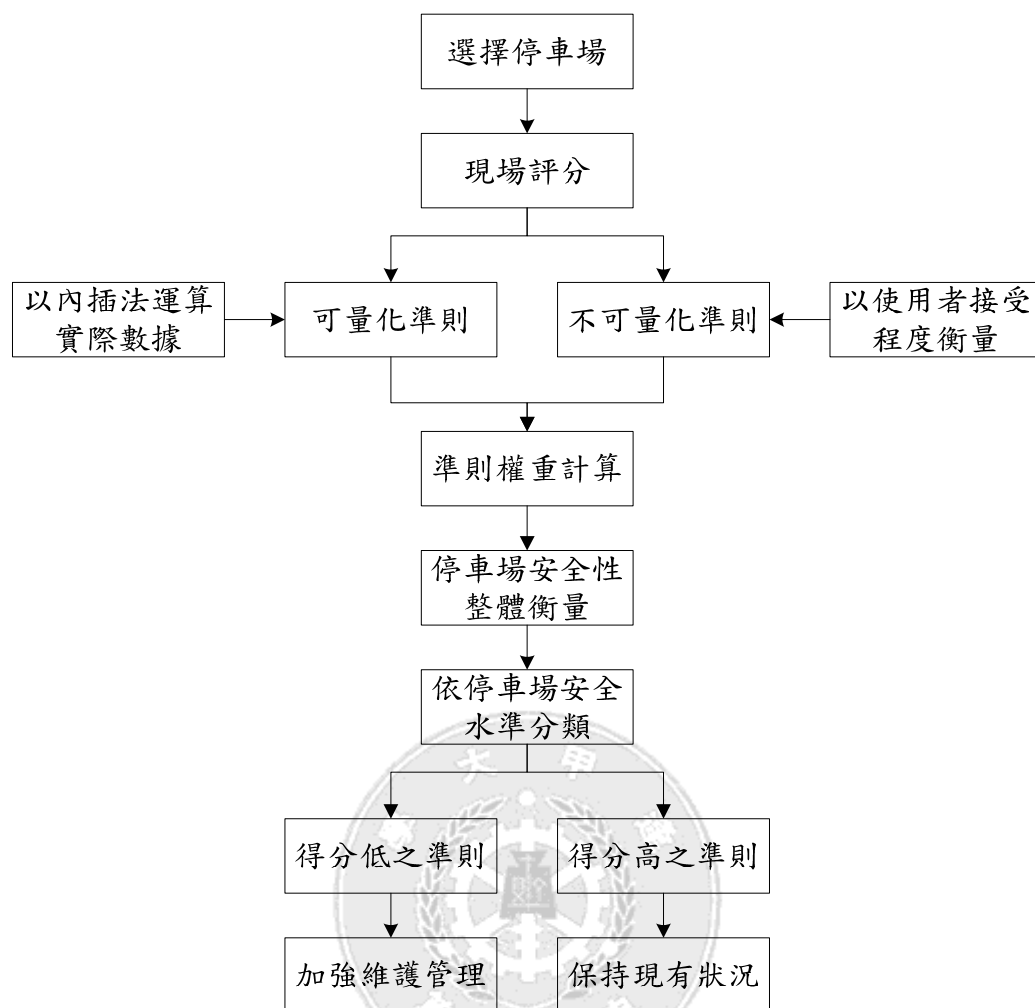 選擇停車場
現場評分
以內插法運算
實際數據
可量化準則
不可量化準則
以使用者接受
程度衡量
準則權重計算
停車場安全性
整體衡量
依停車場安全
水準分類
大 甲
得分低之準則
得分高之準則
加強維護管理
保持現有狀況